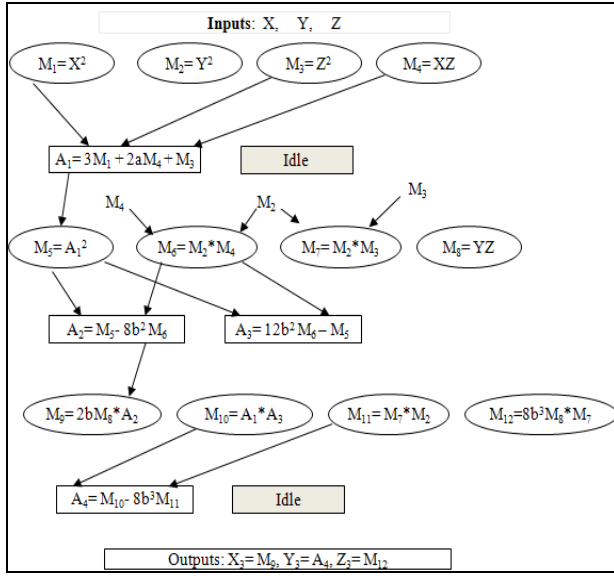 Inputs: X, Y, Z
M₁= X² M₂= Y² M₃= Z² M₄= XZ
A₁= 3M₁ + 2aM₄ + M₃ Idle
M₄ M₂ M₃
M₅= A₁² M₆= M₂*M₄ M₇= M₂*M₃ M₈= YZ
A₂= M₅- 8b² M₆ A₃= 12b² M₆– M₅
M₉= 2bM₈*A₂ M₁₀= A₁*A₃ M₁₁= M₇*M₂ M₁₂=8b³M₈*M₇
A₄= M₁₀- 8b³M₁₁ Idle
Outputs: X₃= M₉, Y₃= A₄, Z₃= M₁₂